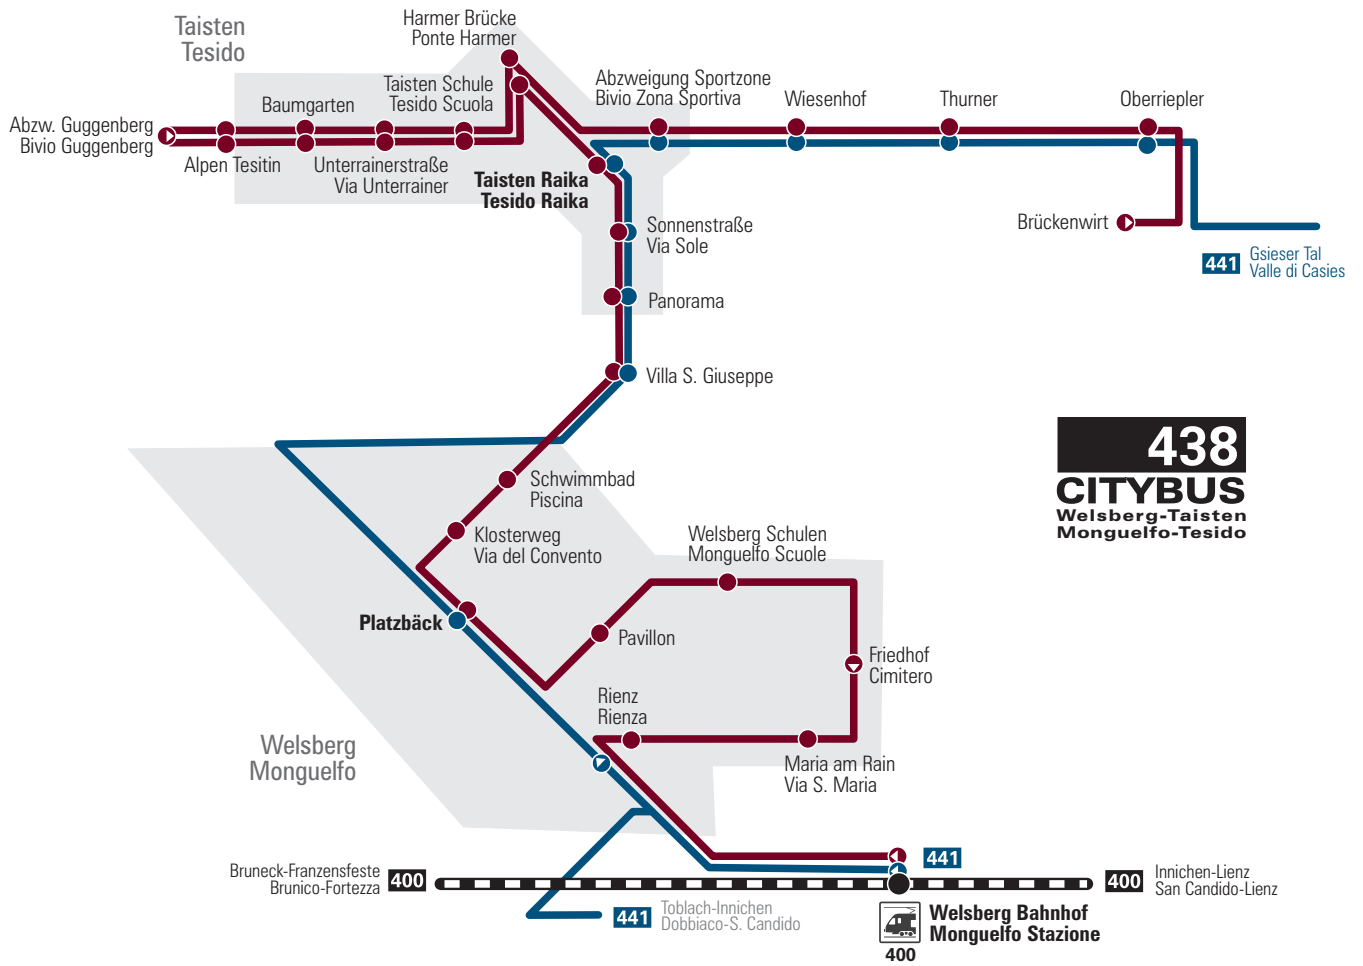 Taisten
Tesido
Harmer Brücke
Ponte Harmer
Abzw. Guggenberg
Bivio Guggenberg
Baumgarten
Taisten Schule
Tesido Scuola
Alpen Tesitin
Unterrainerstraße
Via Unterrainer
Taisten Raika
Tesido Raika
Abzweigung Sportzone
Bivio Zona Sportiva
Wiesenhof
Thurner
Oberriepler
Brückenwirt
441
Gsieser Tal
Valle di Casies
Sonnenstraße
Via Sole
Panorama
Villa S. Giuseppe
438
CITYBUS
Welsberg-Taisten
Monguelfo-Tesido
Schwimmbad
Piscina
Klosterweg
Via del Convento
Welsberg Schulen
Monguelfo Scuole
Platzbäck
Pavillon
Friedhof
Cimitero
Rienz
Rienza
Maria am Rain
Via S. Maria
Welsberg
Monguelfo
441
Bruneck-Franzensfeste
Brunico-Fortezza
400
400
Innichen-Lienz
San Candido-Lienz
441
Toblach-Innichen
Dobbiaco-S. Candido
Welsberg Bahnhof
Monguelfo Stazione
400